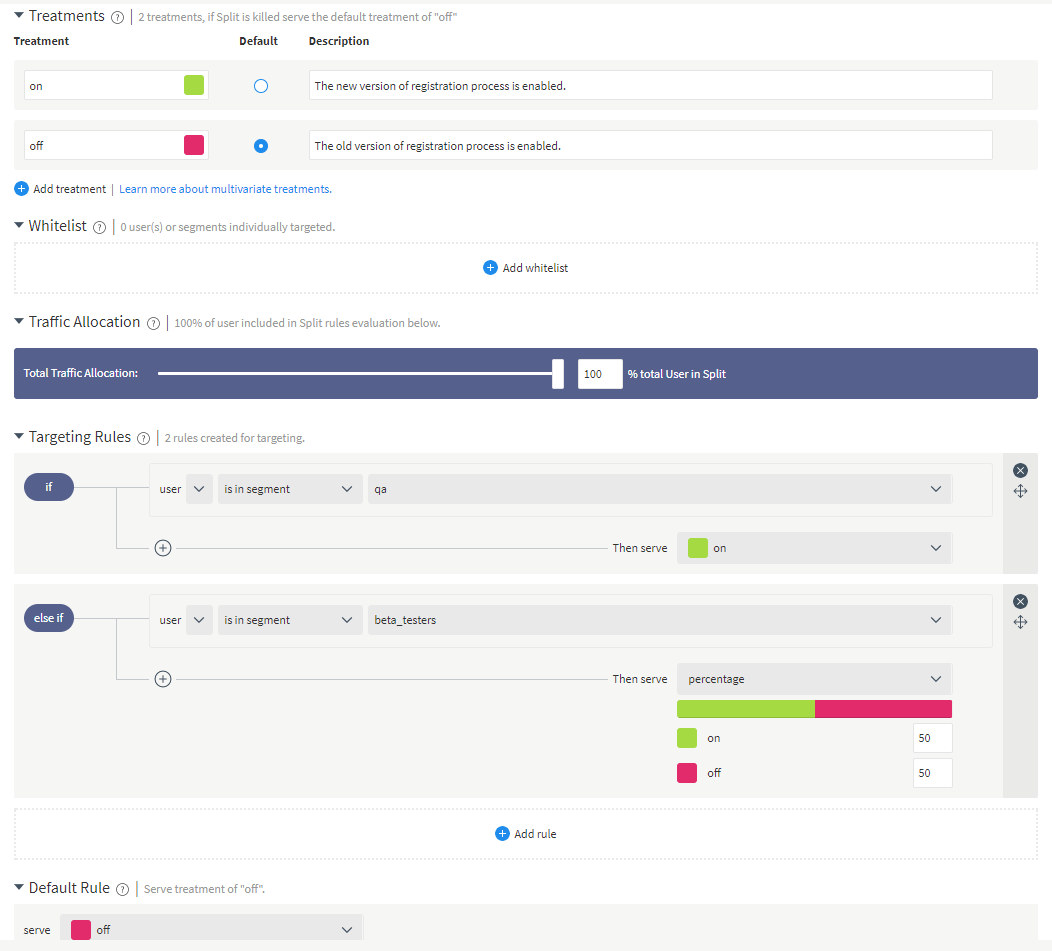 Treatments ? | 2 treatments, if Split is killed serve the default treatment of "off"
Treatment Default Description
on The new version of registration process is enabled.
off The old version of registration process is enabled.
+ Add treatment | Learn more about multivariate treatments.
Whitelist ? | 0 user(s) or segments individually targeted.
+ Add whitelist
Traffic Allocation ? | 100% of user included in Split rules evaluation below.
Total Traffic Allocation: 100 % total User in Split
Targeting Rules ? | 2 rules created for targeting.
if user is in segment qa
Then serve on
else if user is in segment beta_testers
Then serve percentage
on 50
off 50
+ Add rule
Default Rule ? | Serve treatment of "off".
serve off